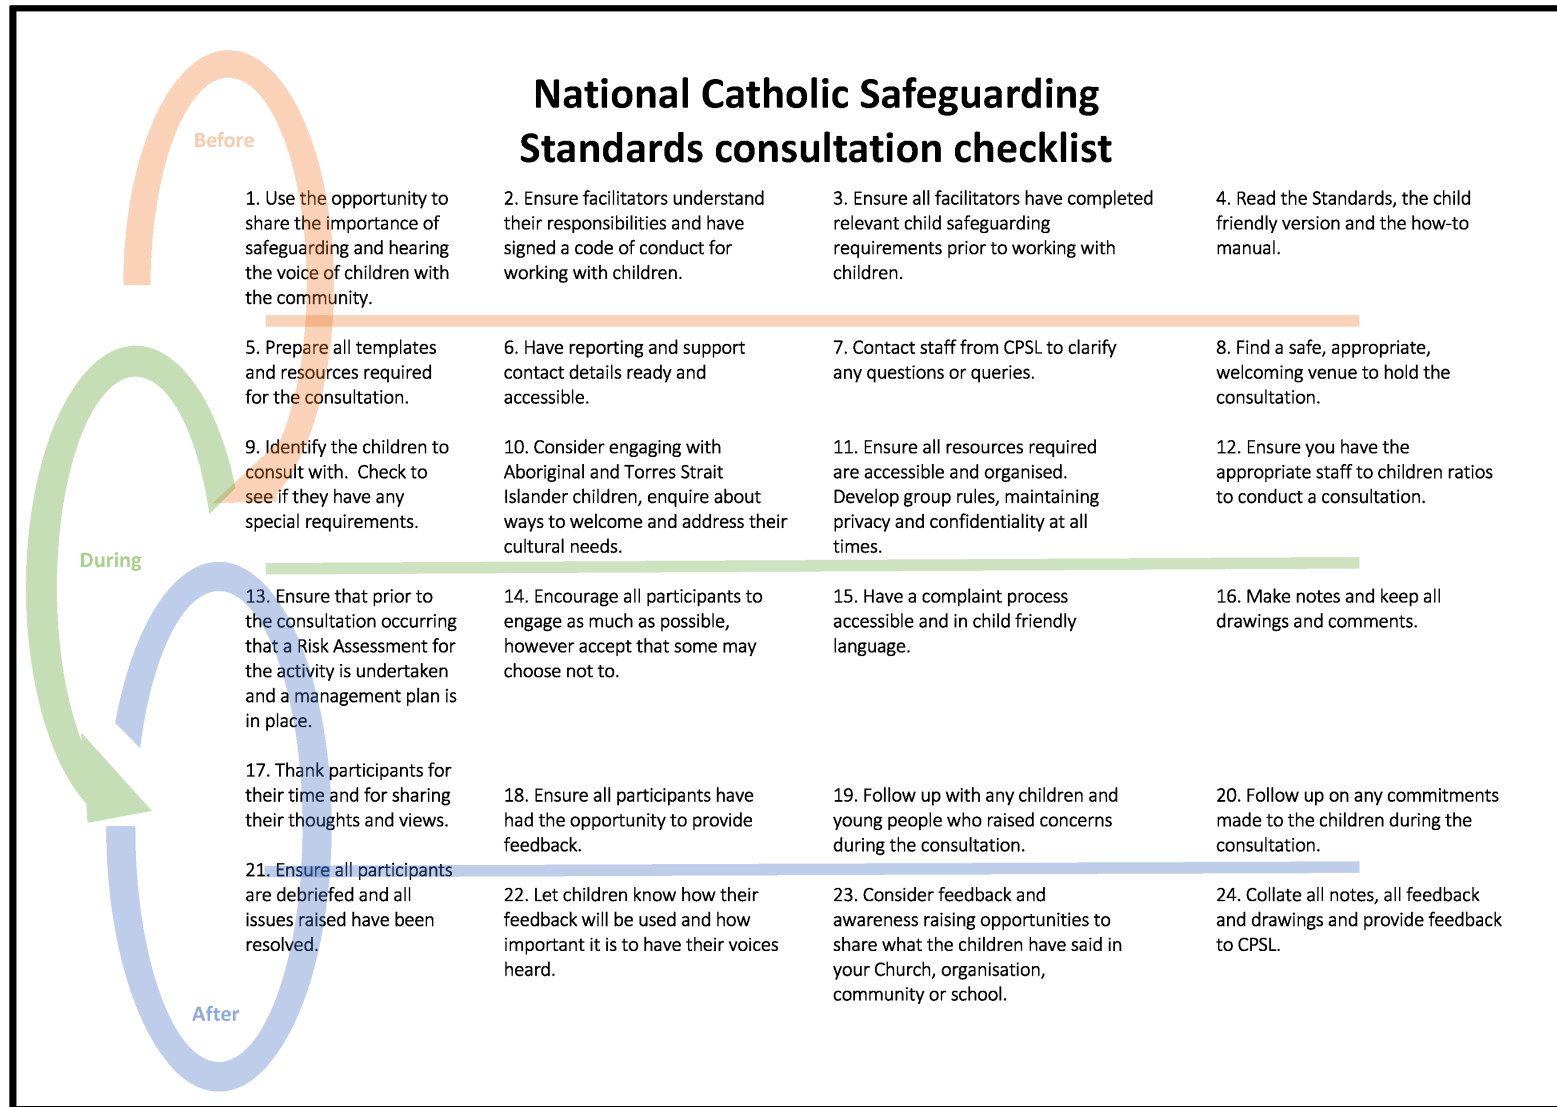 National Catholic Safeguarding
Standards consultation checklist
Before
1. Use the opportunity to
share the importance of
safeguarding and hearing
the voice of children with
the community.
2. Ensure facilitators understand
their responsibilities and have
signed a code of conduct for
working with children.
3. Ensure all facilitators have completed
relevant child safeguarding
requirements prior to working with
children.
4. Read the Standards, the child
friendly version and the how-to
manual.
5. Prepare all templates
and resources required
for the consultation.
6. Have reporting and support
contact details ready and
accessible.
7. Contact staff from CPSL to clarify
any questions or queries.
8. Find a safe, appropriate,
welcoming venue to hold the
consultation.
9. Identify the children to
consult with.  Check to
see if they have any
special requirements.
10. Consider engaging with
Aboriginal and Torres Strait
Islander children, enquire about
ways to welcome and address their
cultural needs.
11. Ensure all resources required
are accessible and organised.
Develop group rules, maintaining
privacy and confidentiality at all
times.
12. Ensure you have the
appropriate staff to children ratios
to conduct a consultation.
During
13. Ensure that prior to
the consultation occurring
that a Risk Assessment for
the activity is undertaken
and a management plan is
in place.
14. Encourage all participants to
engage as much as possible,
however accept that some may
choose not to.
15. Have a complaint process
accessible and in child friendly
language.
16. Make notes and keep all
drawings and comments.
17. Thank participants for
their time and for sharing
their thoughts and views.
18. Ensure all participants have
had the opportunity to provide
feedback.
19. Follow up with any children and
young people who raised concerns
during the consultation.
20. Follow up on any commitments
made to the children during the
consultation.
21. Ensure all participants
are debriefed and all
issues raised have been
resolved.
22. Let children know how their
feedback will be used and how
important it is to have their voices
heard.
23. Consider feedback and
awareness raising opportunities to
share what the children have said in
your Church, organisation,
community or school.
24. Collate all notes, all feedback
and drawings and provide feedback
to CPSL.
After